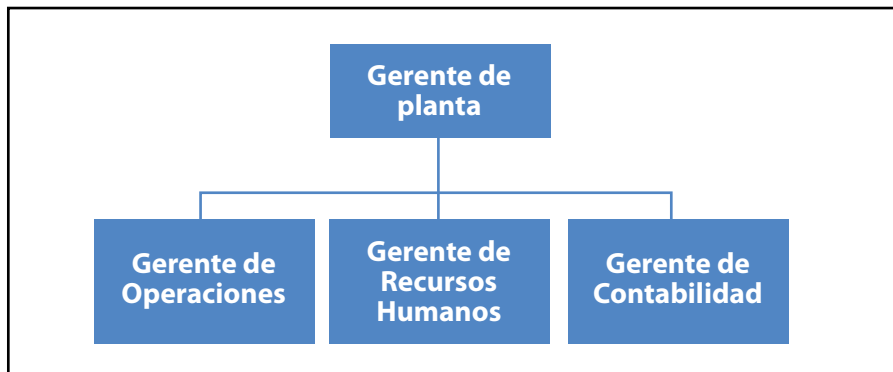 Gerente de
planta
Gerente de
Operaciones
Gerente de
Recursos
Humanos
Gerente de
Contabilidad